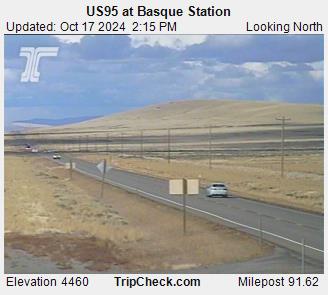 US95 at Basque Station
Updated: Oct 17 2024 2:15 PM Looking North
Elevation 4460 TripCheck.com Milepost 91.62